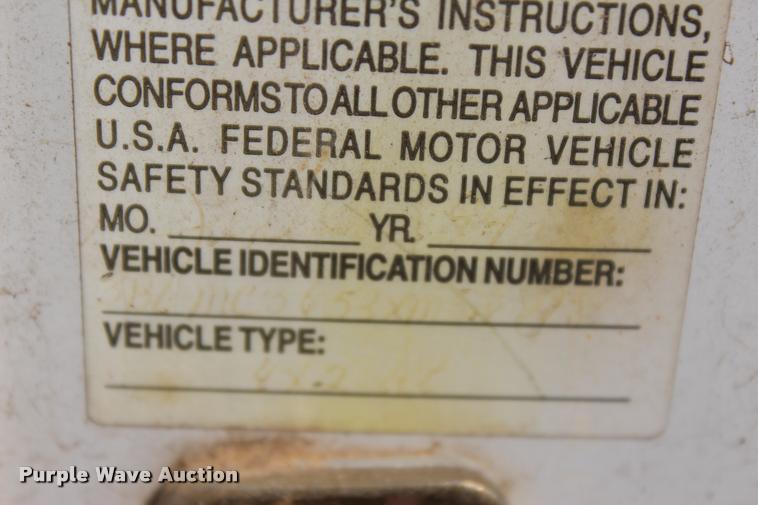 MANUFACTURER'S INSTRUCTIONS,
WHERE APPLICABLE. THIS VEHICLE
CONFORMS TO ALL OTHER APPLICABLE
U.S.A. FEDERAL MOTOR VEHICLE
SAFETY STANDARDS IN EFFECT IN:
MO. YR.
VEHICLE IDENTIFICATION NUMBER:
VEHICLE TYPE:
4X2
Purple Wave Auction